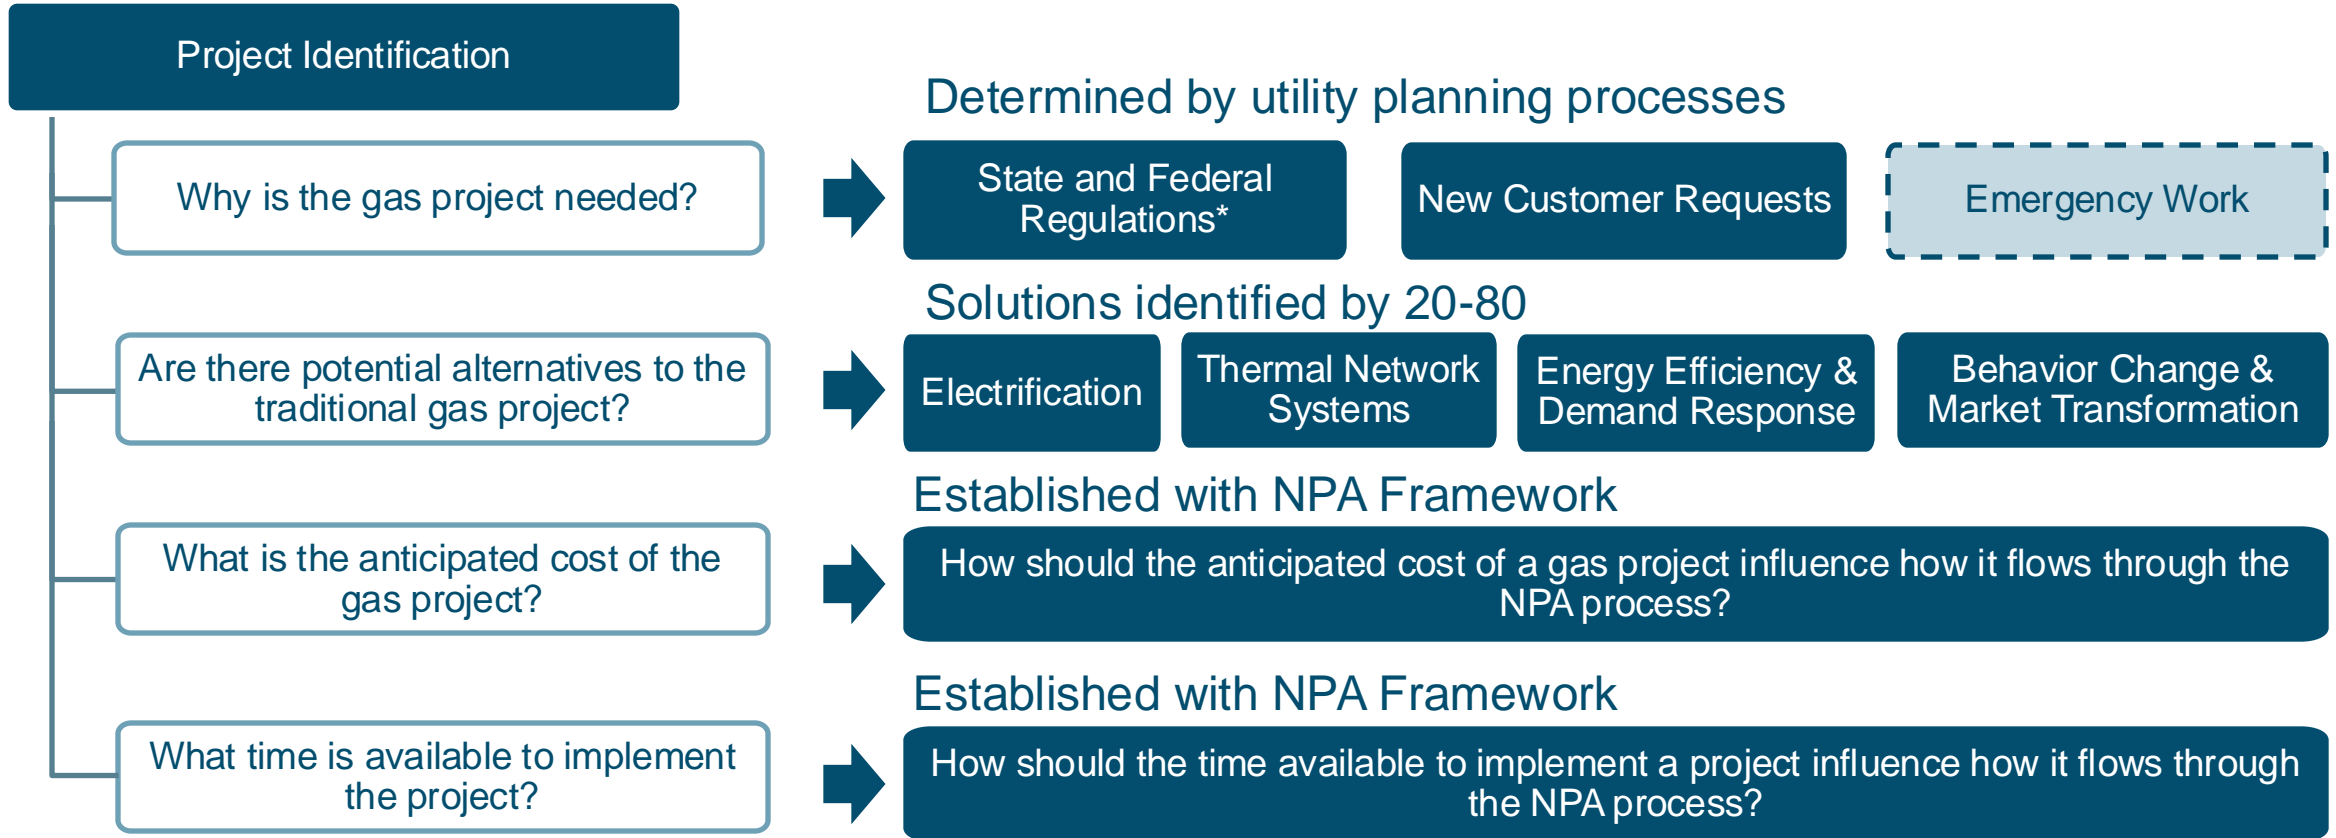 Project Identification
Determined by utility planning processes
Why is the gas project needed?
State and Federal
Regulations*
New Customer Requests
Emergency Work
Solutions identified by 20-80
Are there potential alternatives to the
traditional gas project?
Electrification
Thermal Network
Systems
Energy Efficiency &
Demand Response
Behavior Change &
Market Transformation
Established with NPA Framework
What is the anticipated cost of the
gas project?
How should the anticipated cost of a gas project influence how it flows through the
NPA process?
Established with NPA Framework
What time is available to implement
the project?
How should the time available to implement a project influence how it flows through
the NPA process?